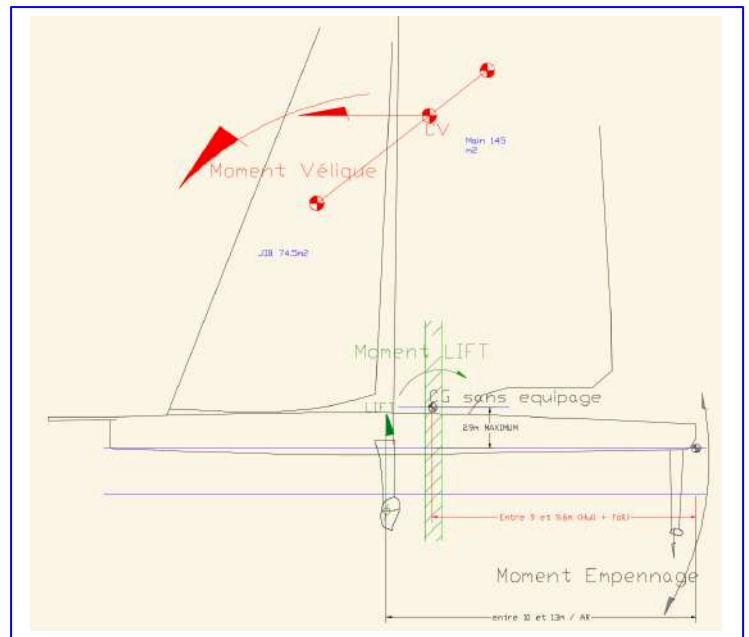 CV
Main 145
m2
Moment Vélique
JIB 74.5m2
Moment LIFT
CG sans equipage
LIFT
2.9m MAXIMUM
Entre 9 et 9.6m (Hull + Foil)
Moment Empennage
entre 10 et 13m / AR